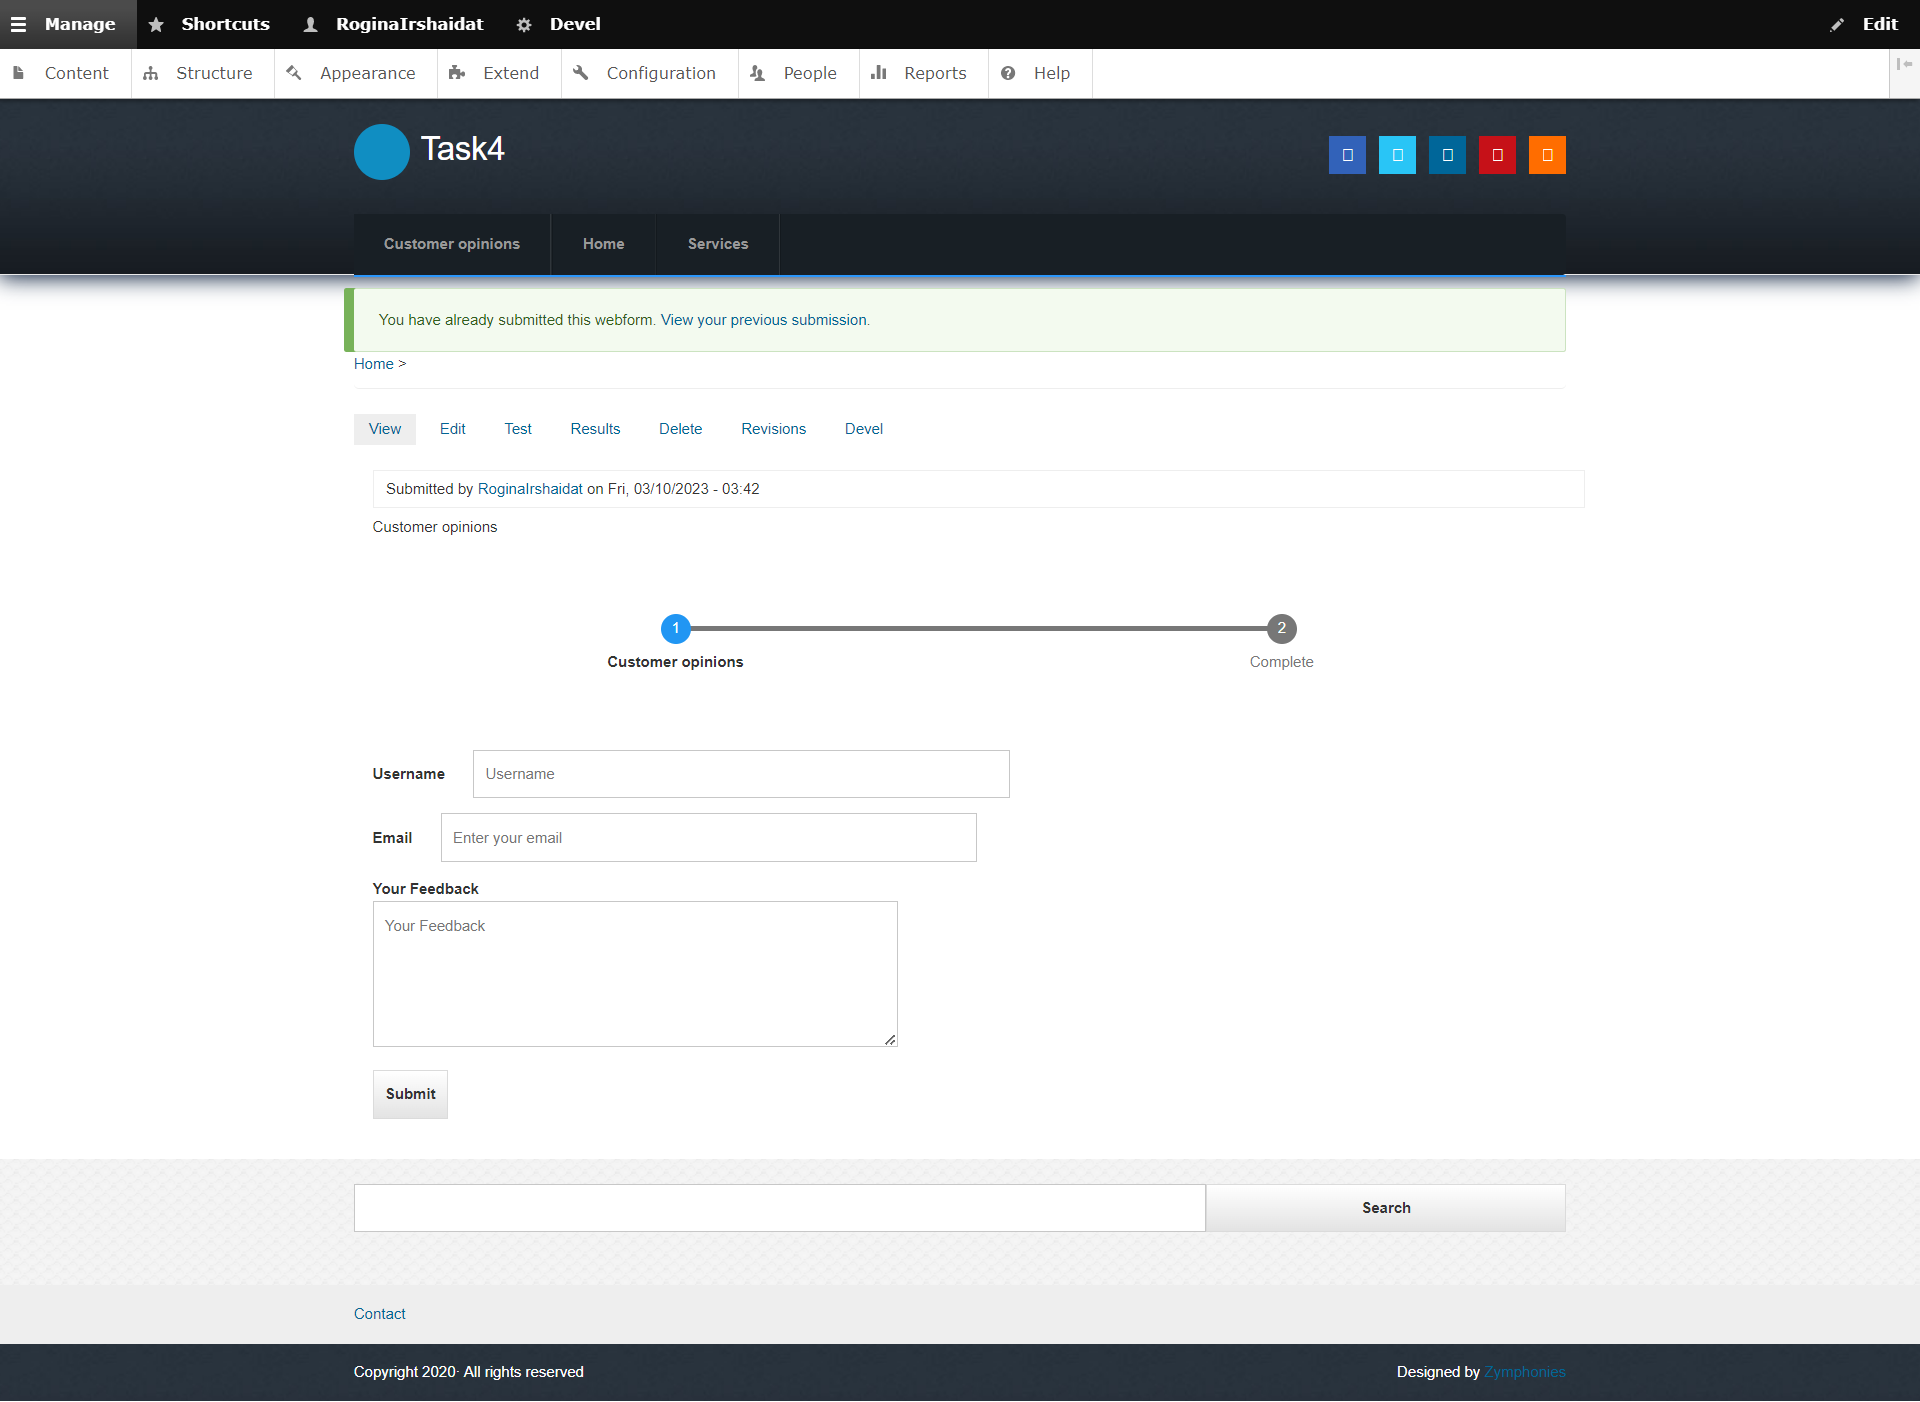 Manage Shortcuts RoginaIrshaidat Devel Edit
Content Structure Appearance Extend Configuration People Reports Help
Task4
Customer opinions Home Services
You have already submitted this webform. View your previous submission.
Home >
View Edit Test Results Delete Revisions Devel
Submitted by RoginaIrshaidat on Fri, 03/10/2023 - 03:42
Customer opinions
1 2
Customer opinions Complete
Username Username
Email Enter your email
Your Feedback
Your Feedback
Submit
Search
Contact
Copyright 2020· All rights reserved Designed by Zymphonies